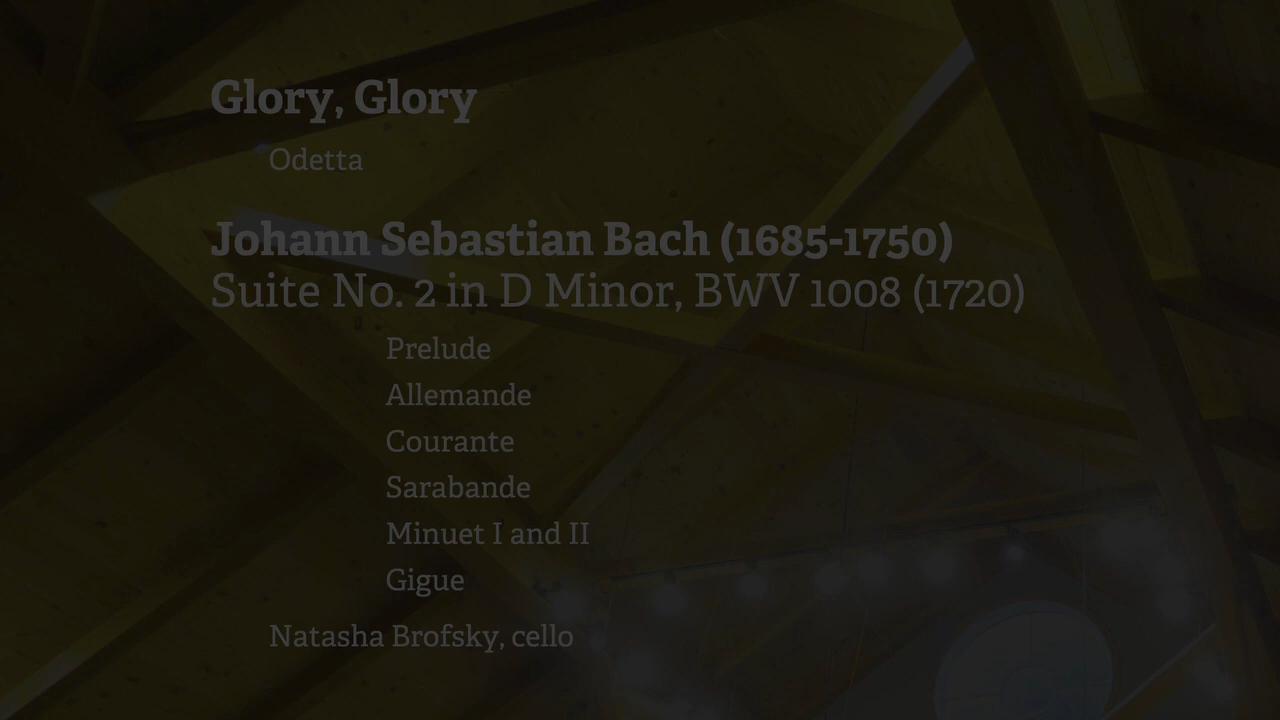 Glory, Glory
Odetta
Johann Sebastian Bach (1685-1750)
Suite No. 2 in D Minor, BWV 1008 (1720)
Prelude
Allemande
Courante
Sarabande
Minuet I and II
Gigue
Natasha Brofsky, cello